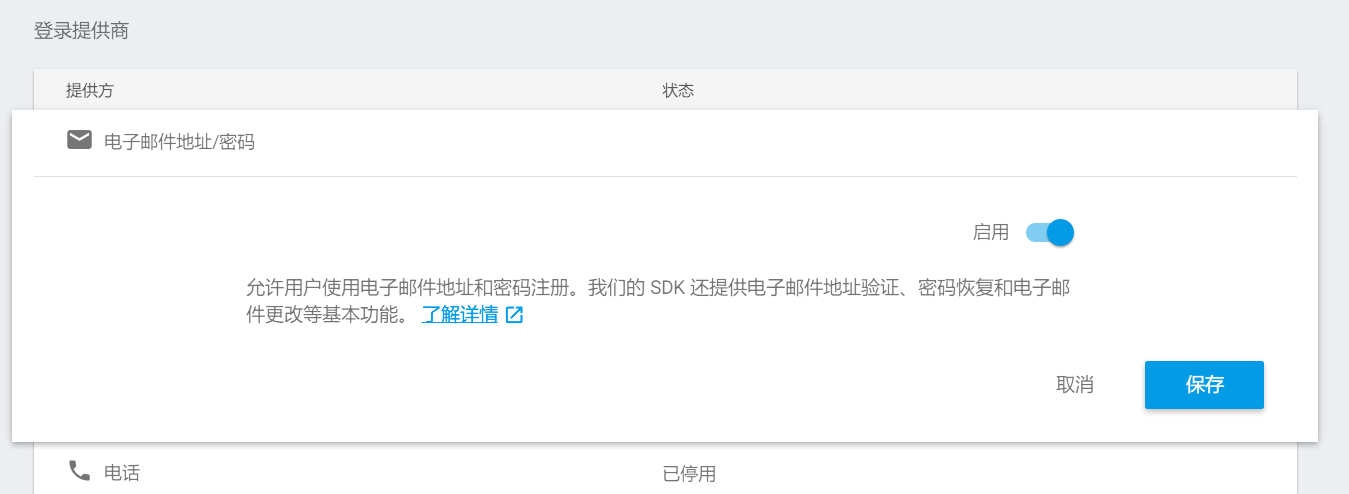 登录提供商
提供方 状态
电子邮件地址/密码
启用
允许用户使用电子邮件地址和密码注册。我们的 SDK 还提供电子邮件地址验证、密码恢复和电子邮
件更改等基本功能。 了解详情
取消 保存
电话 已停用